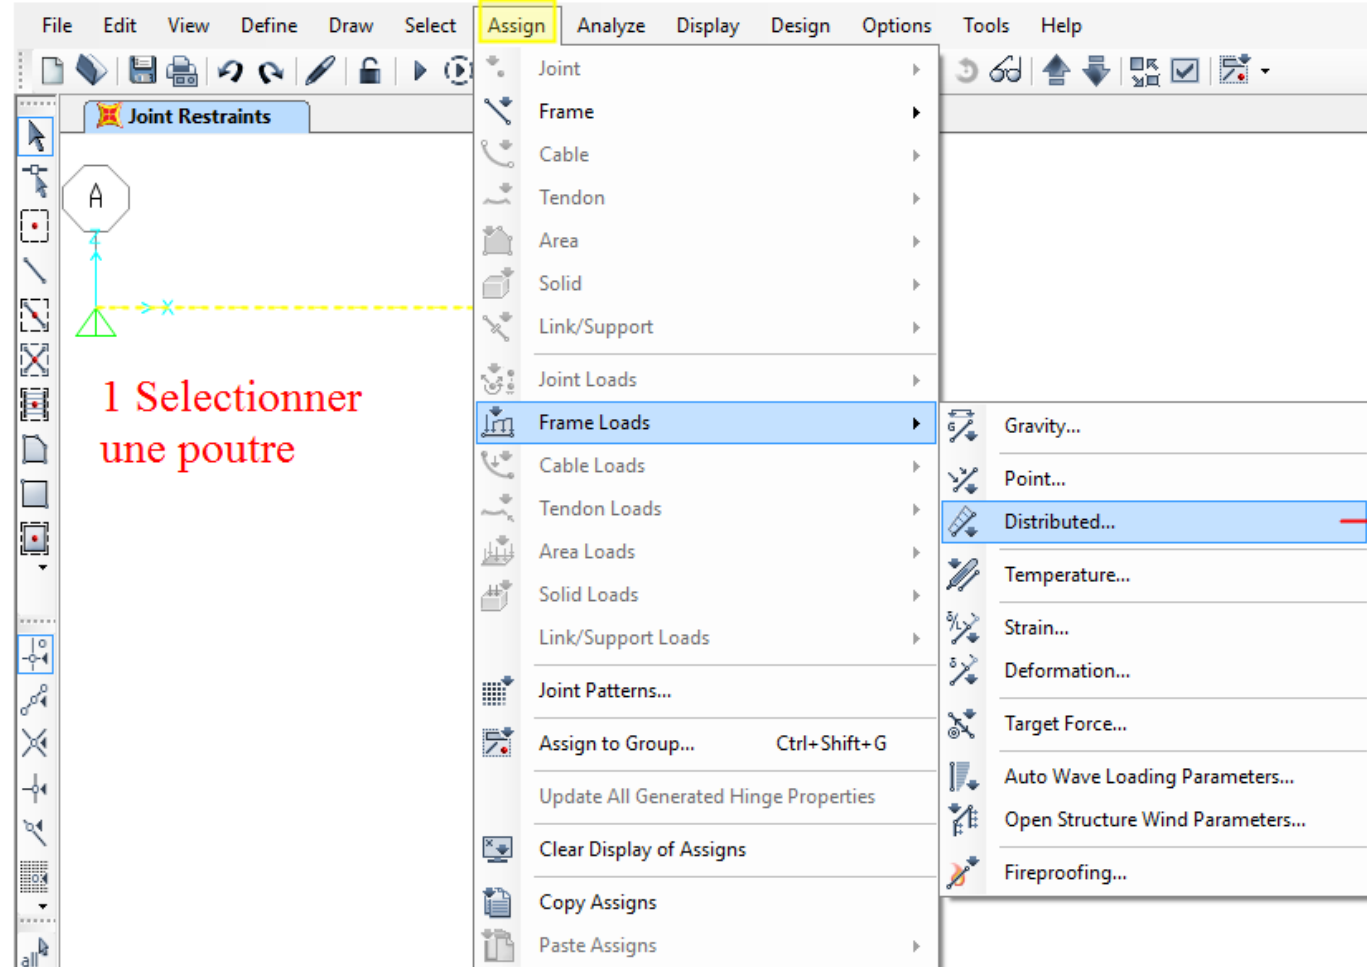 File Edit View Define Draw Select Assign Analyze Display Design Options Tools Help
Joint Restraints
A
Z
X
1 Selectionner
une poutre
Joint
Frame
Cable
Tendon
Area
Solid
Link/Support
Joint Loads
Frame Loads
Cable Loads
Tendon Loads
Area Loads
Solid Loads
Link/Support Loads
Joint Patterns...
Assign to Group... Ctrl+Shift+G
Update All Generated Hinge Properties
Clear Display of Assigns
Copy Assigns
Paste Assigns
Gravity...
Point...
Distributed...
Temperature...
Strain...
Deformation...
Target Force...
Auto Wave Loading Parameters...
Open Structure Wind Parameters...
Fireproofing...
all